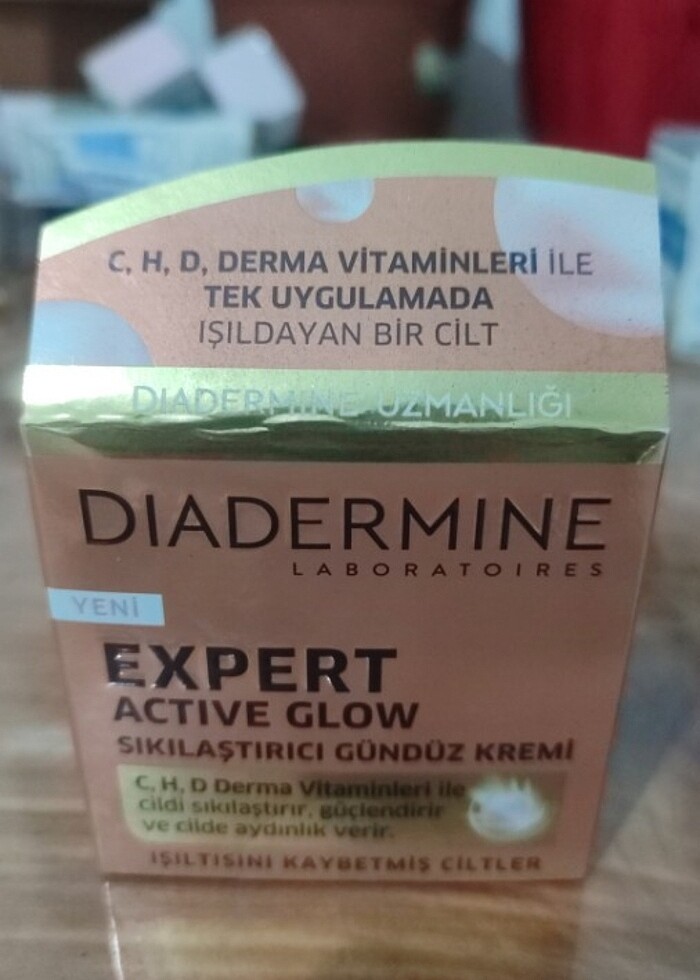 C, H, D, DERMA VİTAMİNLERİ İLE
TEK UYGULAMADA
IŞILDAYAN BİR CİLT
DIADERMINE UZMANLIĞI
DIADERMINE
LABORATOIRES
YENİ
EXPERT
ACTIVE GLOW
SIKILAŞTIRICI GÜNDÜZ KREMİ
C, H, D Derma Vitaminleri ile
cildi sıkılaştırır, güçlendirir
ve cilde aydınlık verir.
IŞILTISINI KAYBETMİŞ CİLTLER